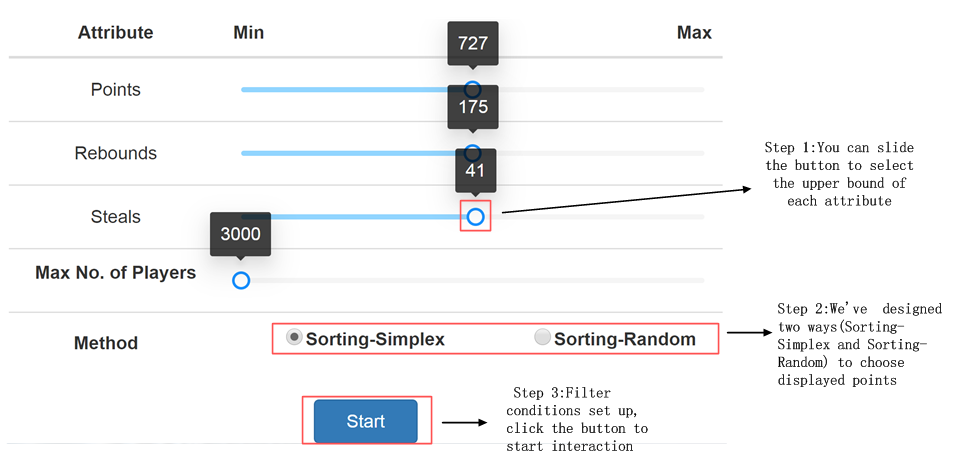 Attribute Min Max
727
Points
175
Rebounds
41
Steals
3000
Max No. of Players
Method Sorting-Simplex Sorting-Random
Start
Step 1:You can slide
the button to select
the upper bound of
each attribute
Step 2:We've designed
two ways(Sorting-
Simplex and Sorting-
Random) to choose
displayed points
Step 3:Filter
conditions set up,
click the button to
start interaction